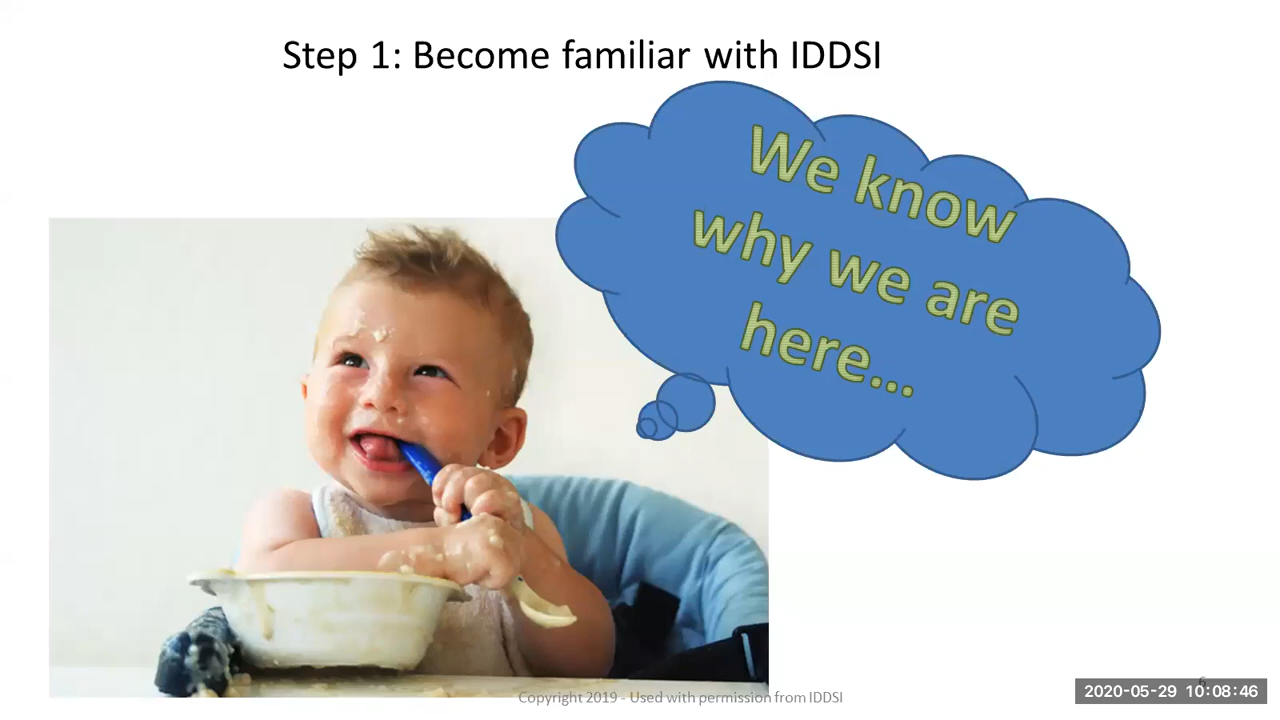 Step 1: Become familiar with IDDSI
We know
why we are
here...
Copyright 2019 - Used with permission from IDDSI
6
2020-05-29 10:08:46